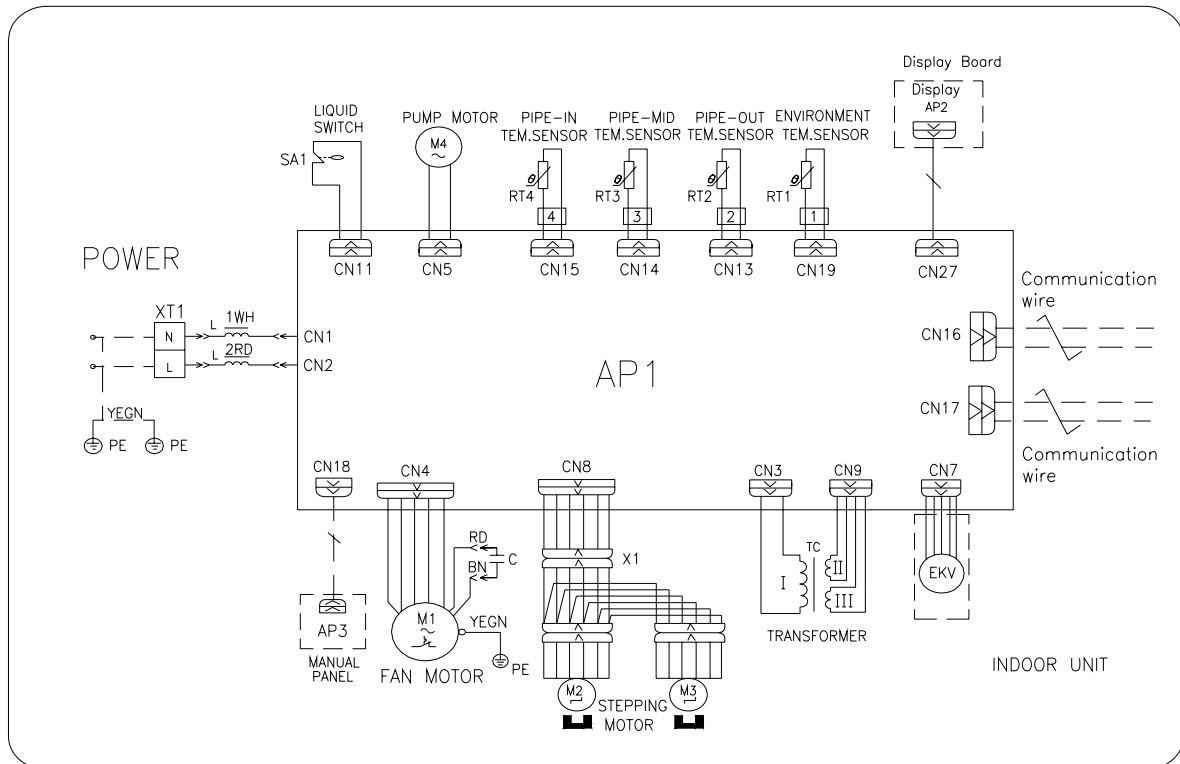 Display Board
Display
AP2
LIQUID
SWITCH
SA1
PUMP MOTOR
M4
PIPE-IN
TEM.SENSOR
RT4
4
PIPE-MID
TEM.SENSOR
RT3
3
PIPE-OUT
TEM.SENSOR
RT2
2
ENVIRONMENT
TEM.SENSOR
RT1
1
CN11
CN5
CN15
CN14
CN13
CN19
CN27
POWER
XT1
N
L
L
1WH
L
2RD
CN1
CN2
YEGN
PE
PE
AP1
CN16
Communication
wire
CN17
Communication
wire
CN18
CN4
CN8
CN3
CN9
CN7
AP3
MANUAL
PANEL
RD
BN
C
M1
YEGN
PE
FAN MOTOR
X1
M2
M3
STEPPING
MOTOR
I
TC
II
III
TRANSFORMER
EKV
INDOOR UNIT